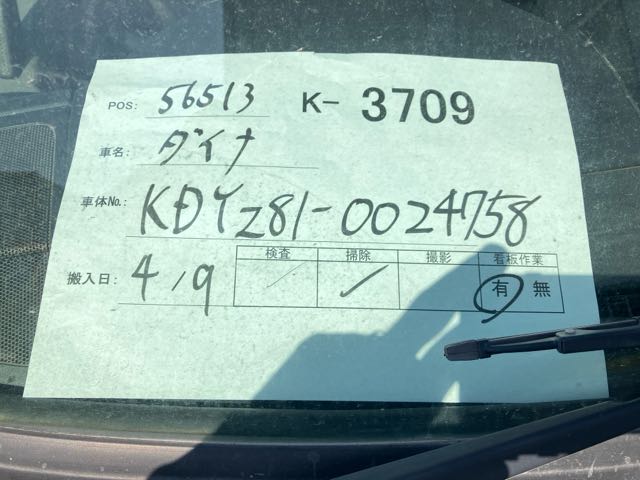 POS: 56513 K- 3709
車名: ダイナ
車体No.: KDY281-0024758
検査 掃除 撮影 看板作業
搬入日: 4/9 ✓ 有 無